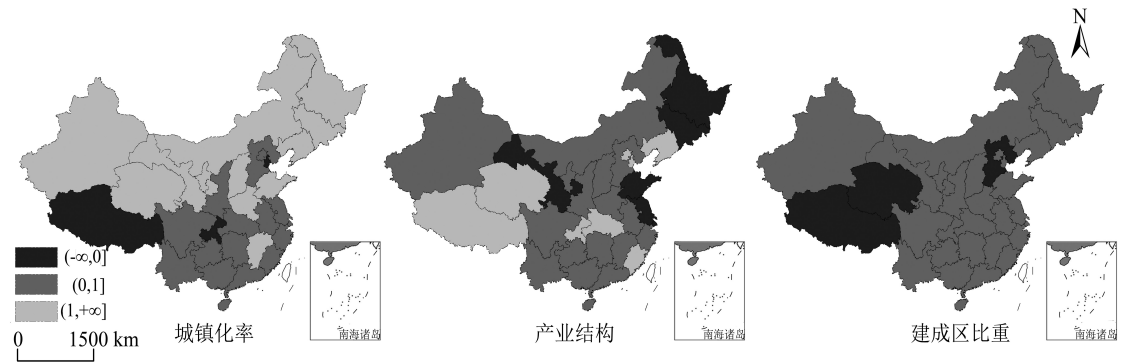 N
(-∞,0]
(0,1]
(1,+∞]
0 1500 km
城镇化率
南海诸岛
产业结构
南海诸岛
建成区比重
南海诸岛